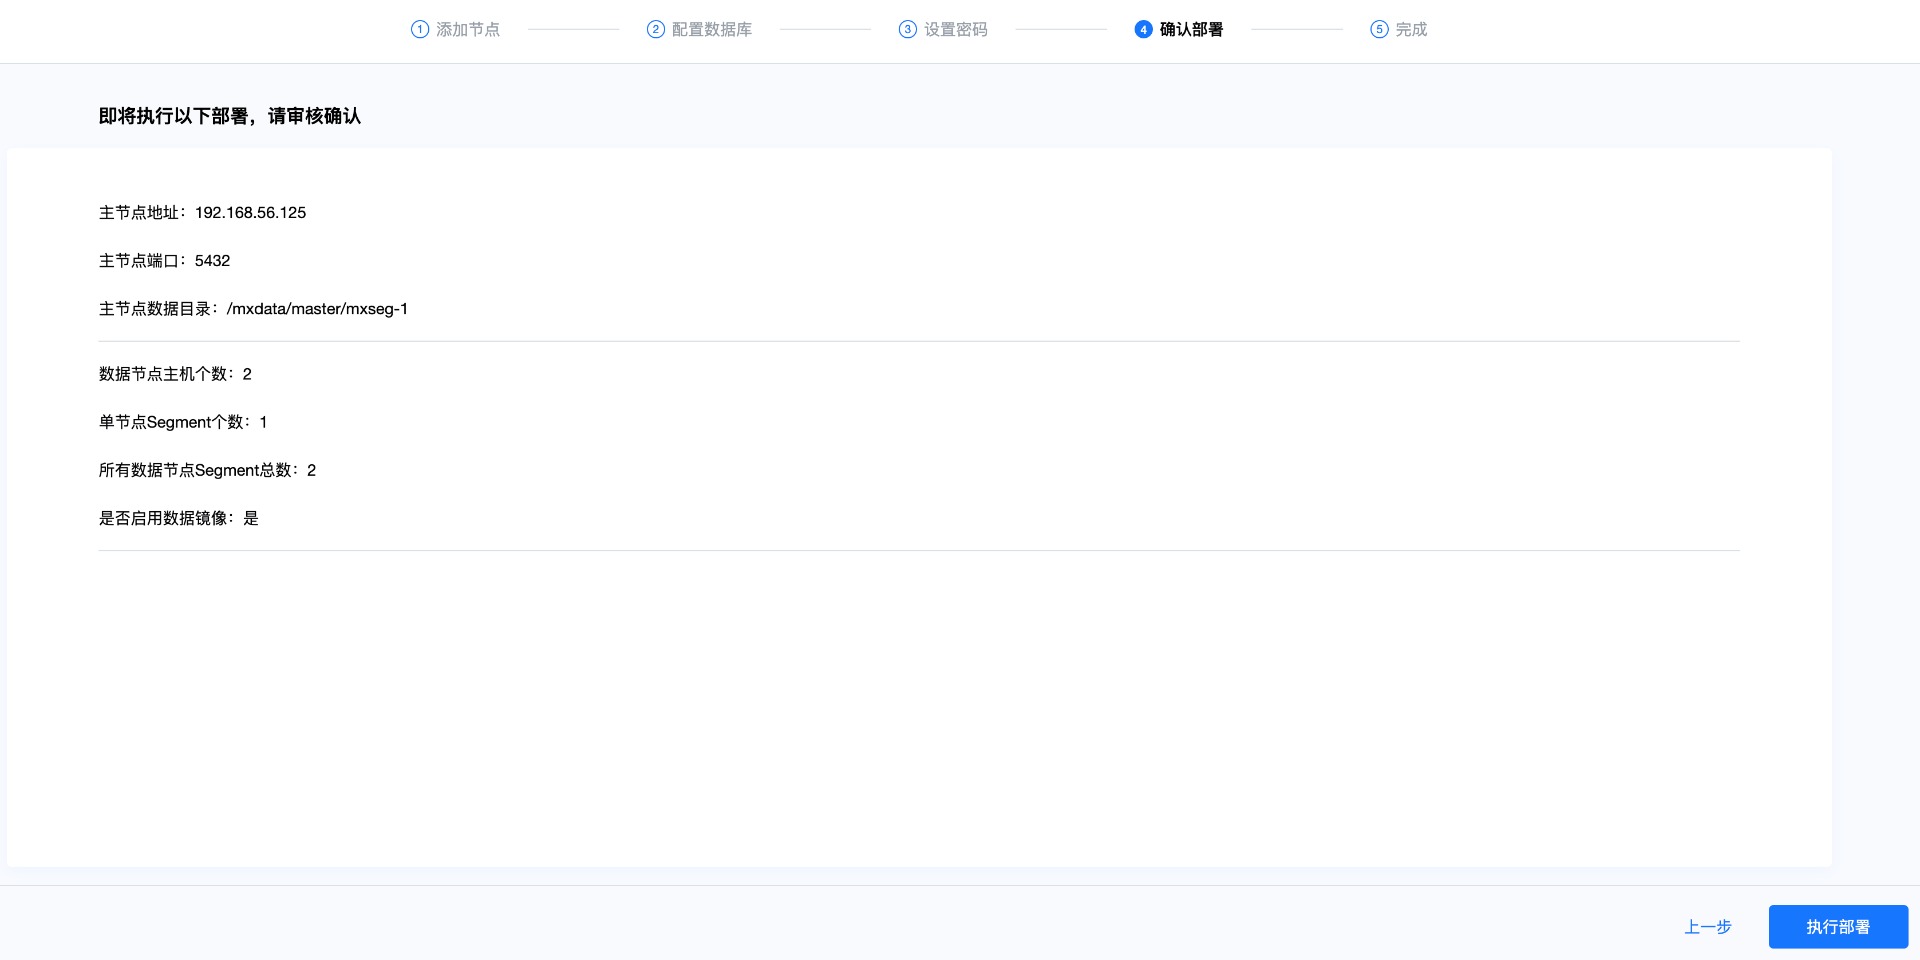 1 添加节点 2 配置数据库 3 设置密码 4 确认部署 5 完成
即将执行以下部署，请审核确认
主节点地址：192.168.56.125
主节点端口：5432
主节点数据目录：/mxdata/master/mxseg-1
数据节点主机个数：2
单节点Segment个数：1
所有数据节点Segment总数：2
是否启用数据镜像：是
上一步 执行部署